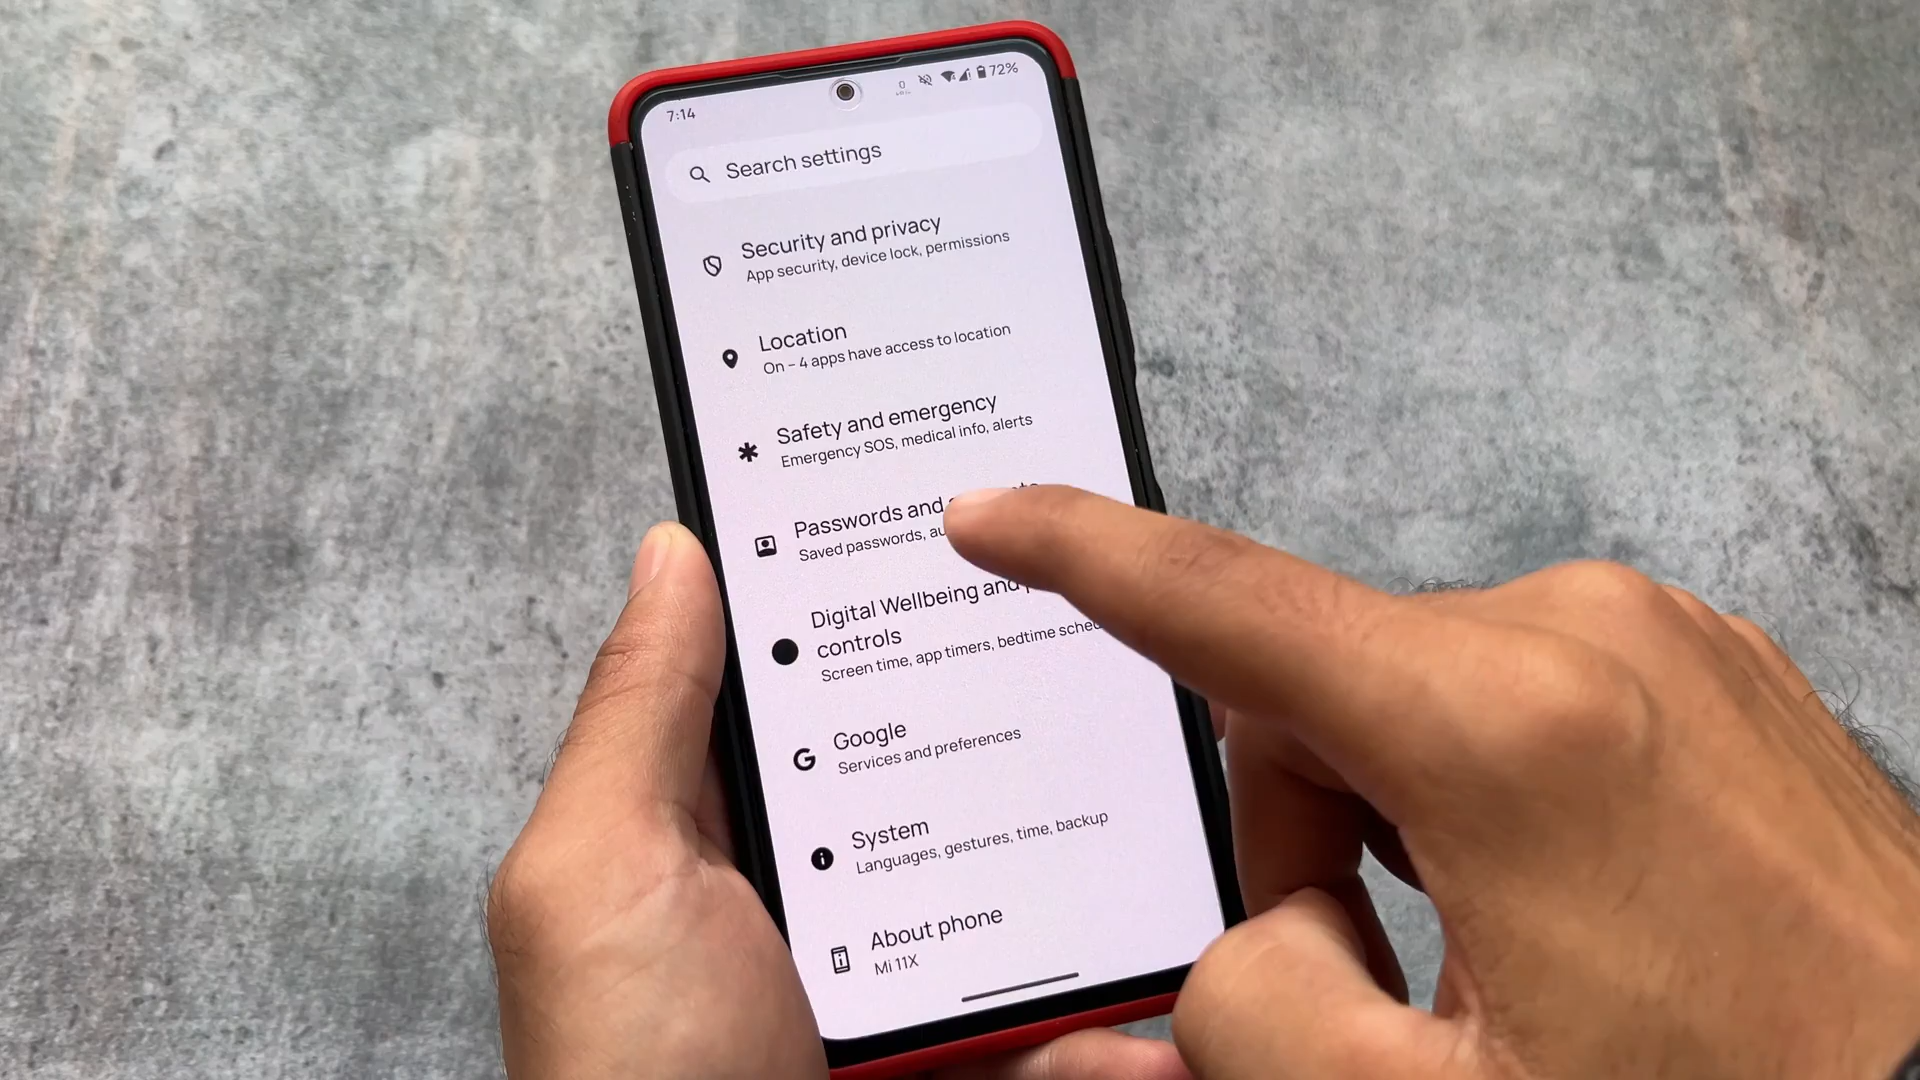 7:14
0
72%
Search settings
Security and privacy
App security, device lock, permissions
Location
On – 4 apps have access to location
Safety and emergency
Emergency SOS, medical info, alerts
Passwords and
Saved passwords,
Digital Wellbeing and
controls
Screen time, app timers, bedtime
Google
Services and preferences
System
Languages, gestures, time, backup
About phone
Mi 11X